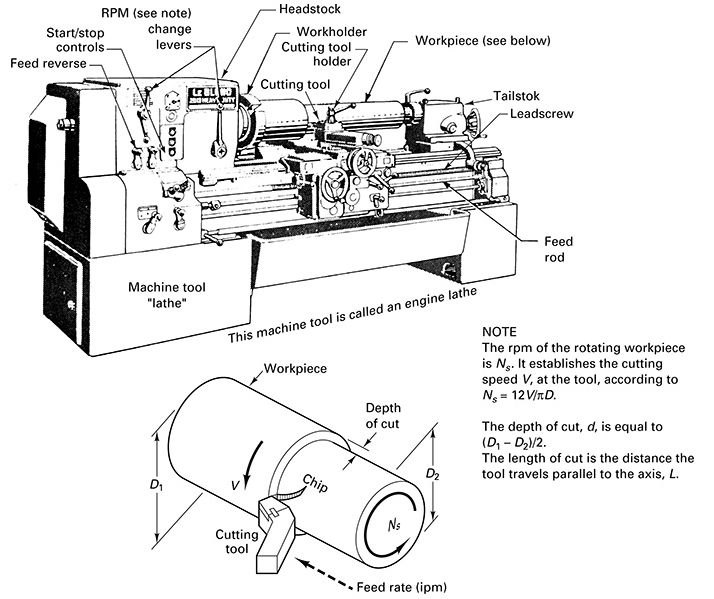 RPM (see note)
change
levers
Headstock
Workholder
Cutting tool
holder
Workpiece (see below)
Start/stop
controls
Feed reverse
Cutting tool
Tailstok
Leadscrew
Feed
rod
Machine tool
"lathe"
This machine tool is called an engine lathe
NOTE
The rpm of the rotating workpiece
is Nₛ. It establishes the cutting
speed V, at the tool, according to
Nₛ = 12V/πD.
The depth of cut, d, is equal to
(D₁ – D₂)/2.
The length of cut is the distance the
tool travels parallel to the axis, L.
Workpiece
Depth
of cut
D₁
V
Chip
D₂
Nₛ
Cutting
tool
Feed rate (ipm)